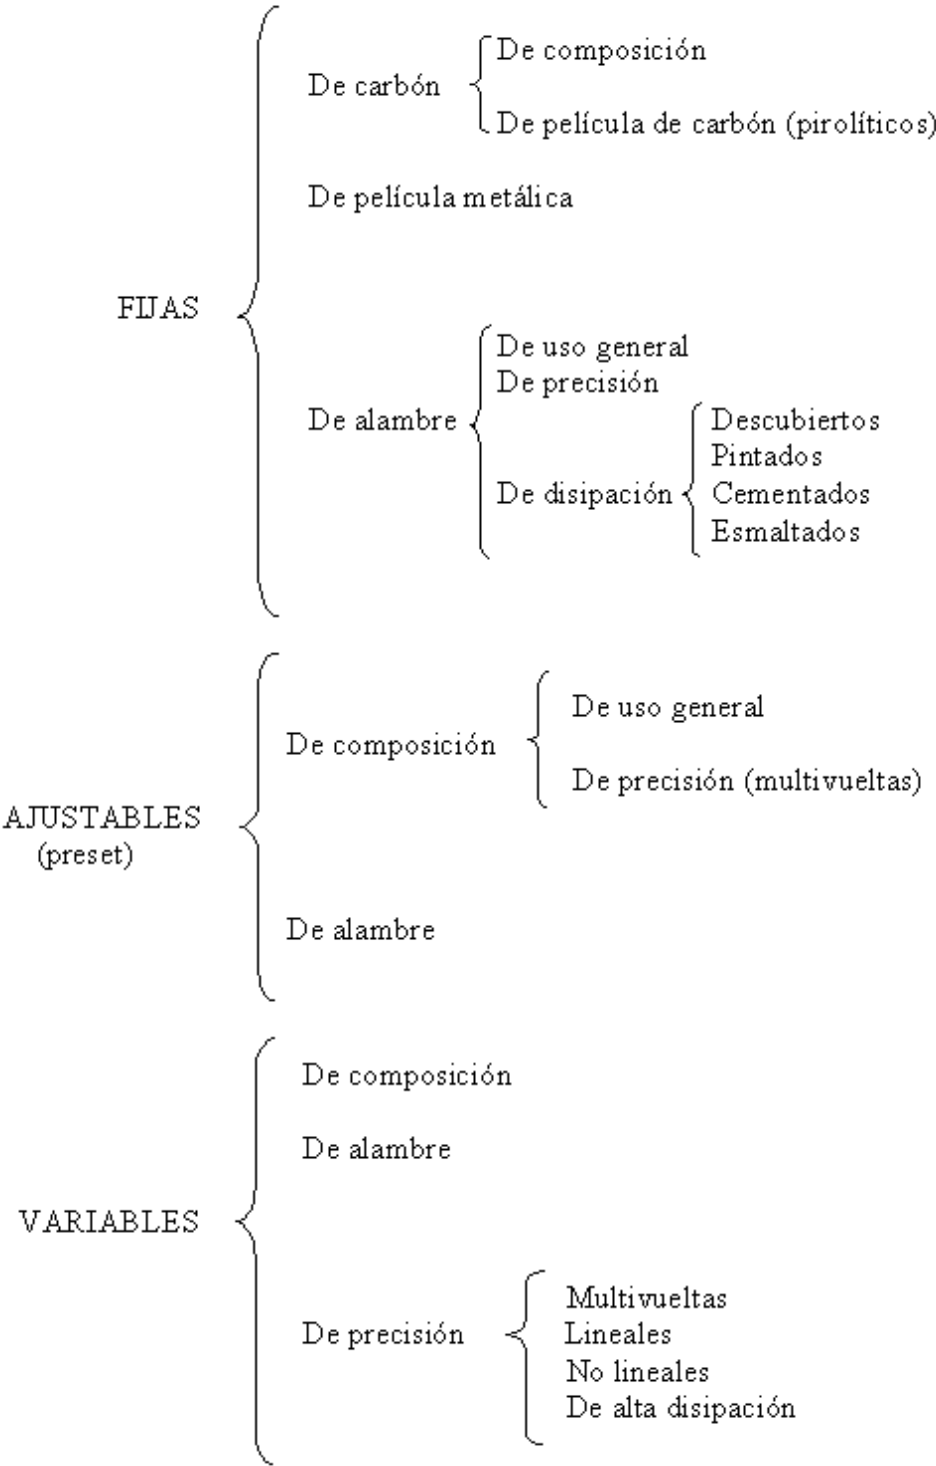 De composición
De carbón
De película de carbón (pirolíticos)
De película metálica
FIJAS
De uso general
De precisión
De alambre
Descubiertos
Pintados
De disipación
Cementados
Esmaltados
De uso general
De composición
De precisión (multivueltas)
AJUSTABLES
(preset)
De alambre
De composición
De alambre
VARIABLES
Multivueltas
De precisión
Lineales
No lineales
De alta disipación